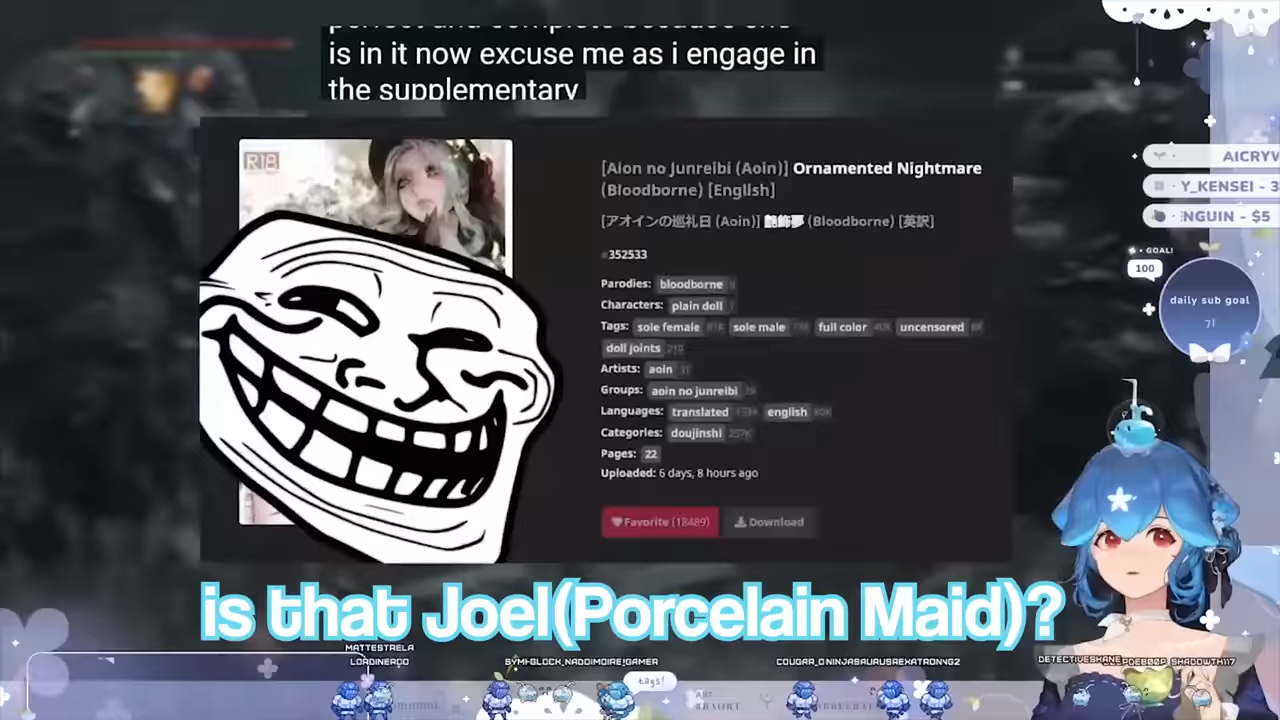 is in it now excuse me as i engage in
the supplementary
R18
[Aion no Junreibi (Aoin)] Ornamented Nightmare
(Bloodborne) [English]
[アオインの巡礼日 (Aoin)] 艶飾夢 (Bloodborne) [英訳]
#352533
Parodies: bloodborne
Characters: plain doll
Tags: sole female sole male full color uncensored
doll joints 210
Artists: aoin
Groups: aoin no junreibi
Languages: translated english
Categories: doujinshi
Pages: 22
Uploaded: 6 days, 8 hours ago
Favorite (18489) Download
AICRYW
Y_KENSEI - 3
NGUIN - $5
GOAL!
100
daily sub goal
is that Joel(Porcelain Maid)?
MATTESTRELA
tags!